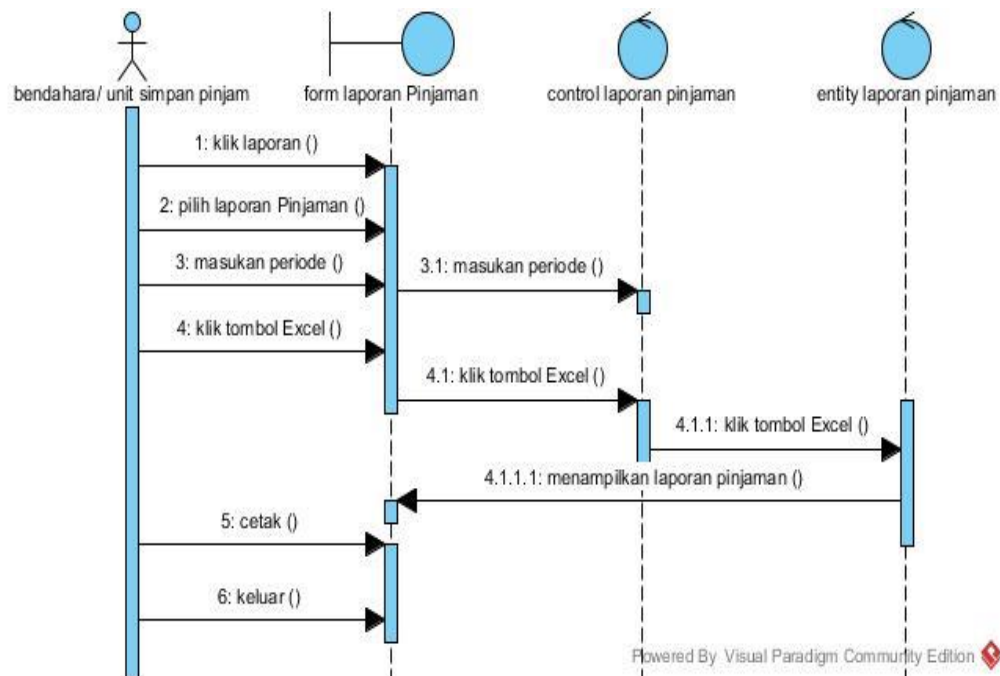 bendahara/ unit simpan pinjam
form laporan Pinjaman
control laporan pinjaman
entity laporan pinjaman
1: klik laporan ()
2: pilih laporan Pinjaman ()
3: masukan periode ()
3.1: masukan periode ()
4: klik tombol Excel ()
4.1: klik tombol Excel ()
4.1.1: klik tombol Excel ()
4.1.1.1: menampilkan laporan pinjaman ()
5: cetak ()
6: keluar ()
Powered By Visual Paradigm Community Edition